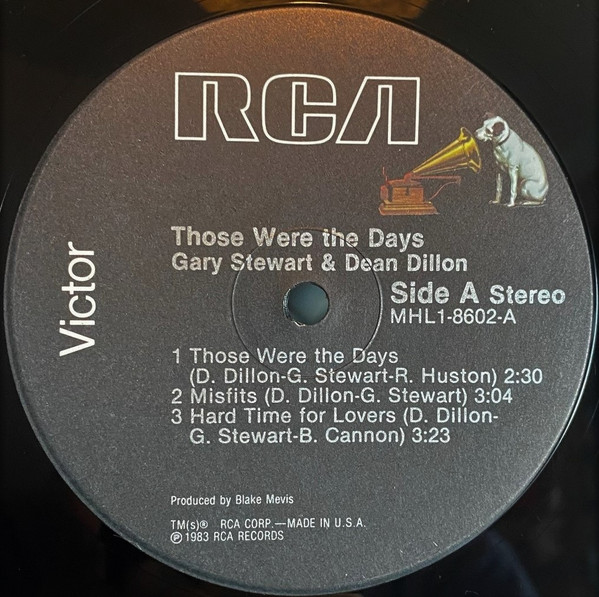 RCA
Victor
Those Were the Days
Gary Stewart & Dean Dillon
Side A Stereo
MHL1-8602-A
1 Those Were the Days
(D. Dillon-G. Stewart-R. Huston) 2:30
2 Misfits (D. Dillon-G. Stewart) 3:04
3 Hard Time for Lovers (D. Dillon-
G. Stewart-B. Cannon) 3:23
Produced by Blake Mevis
TM(s)® RCA CORP.—MADE IN U.S.A.
℗ 1983 RCA RECORDS